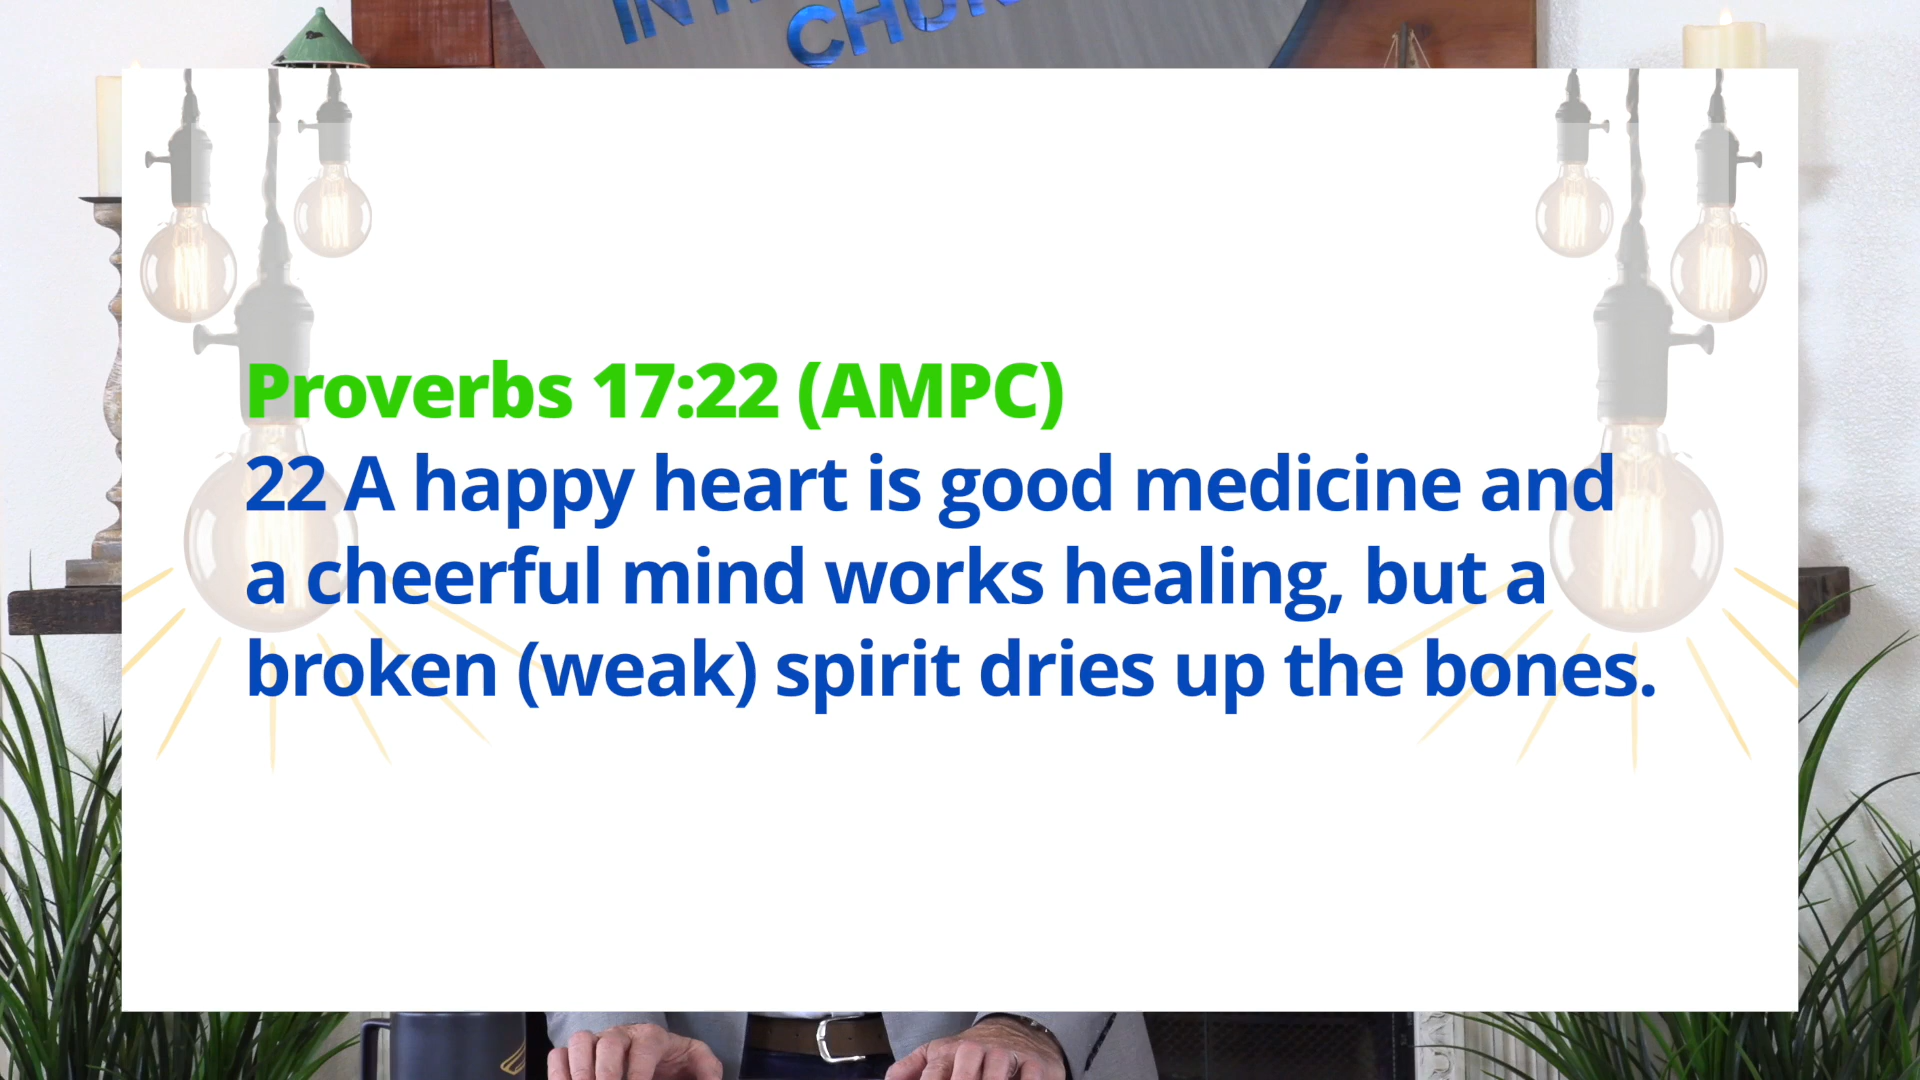 CHURCH
Proverbs 17:22 (AMPC)
22 A happy heart is good medicine and
a cheerful mind works healing, but a
broken (weak) spirit dries up the bones.